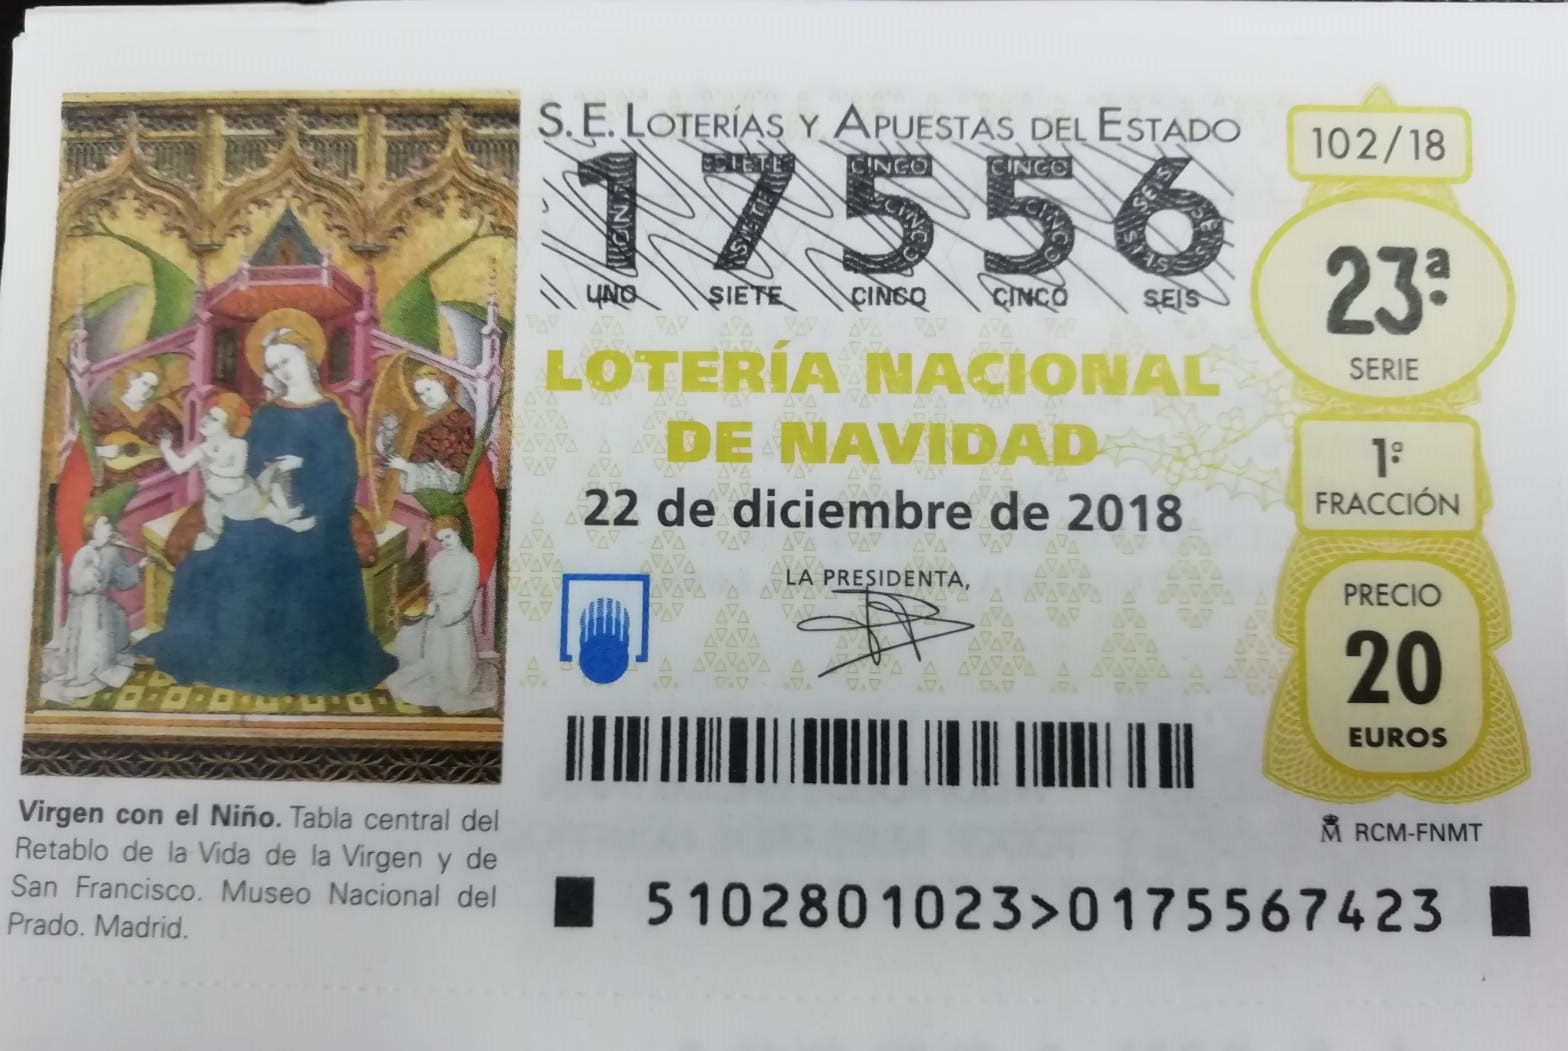 S.E. LOTERÍAS Y APUESTAS DEL ESTADO
17556
UNO SIETE CINCO CINCO SEIS
LOTERÍA NACIONAL
DE NAVIDAD
22 de diciembre de 2018
LA PRESIDENTA,
102/18
23ª
SERIE
1ª
FRACCIÓN
PRECIO
20
EUROS
RCM-FNMT
Virgen con el Niño. Tabla central del
Retablo de la Vida de la Virgen y de
San Francisco. Museo Nacional del
Prado. Madrid.
5102801023>0175567423